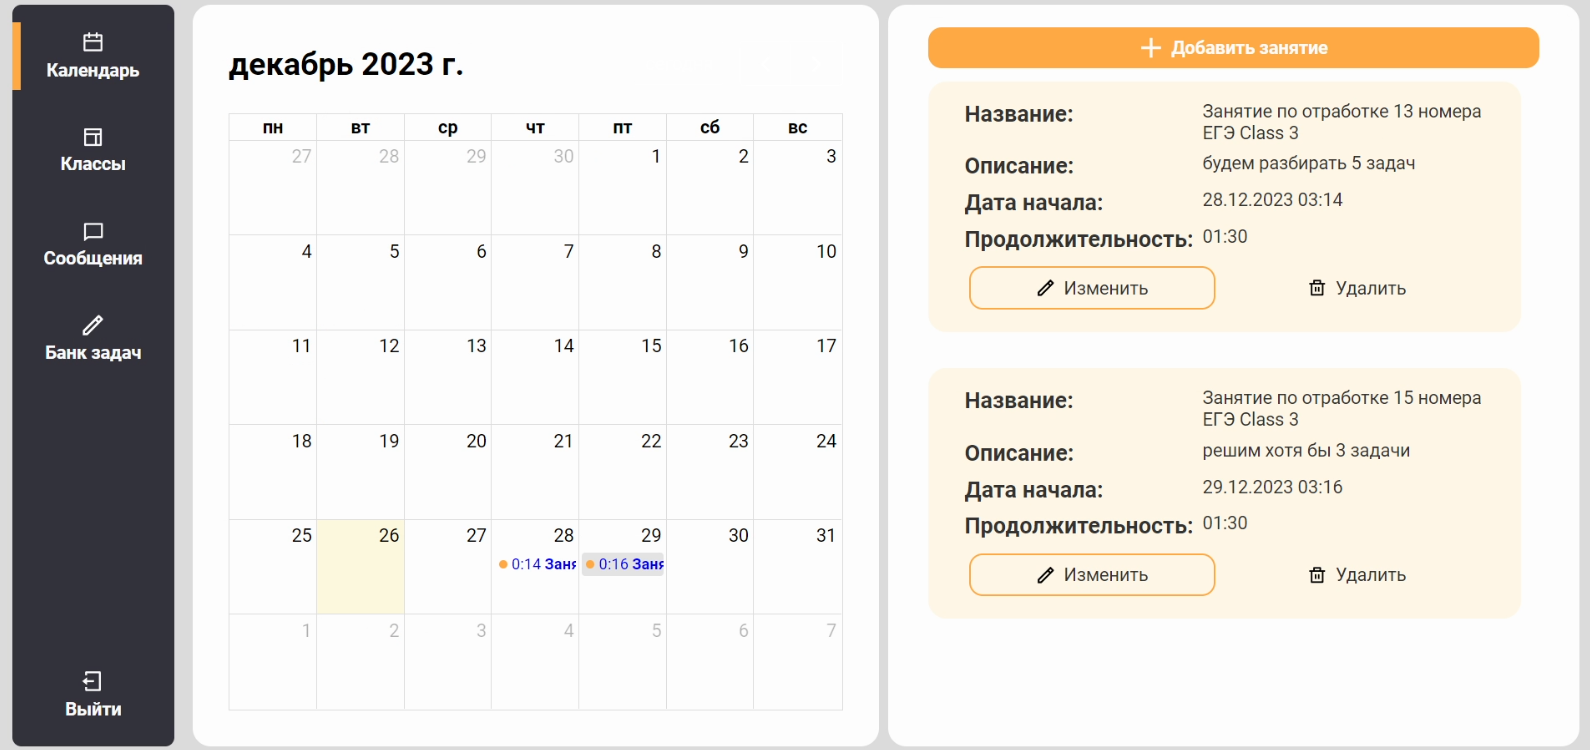 Календарь
Классы
Сообщения
Банк задач
Выйти
декабрь 2023 г.
пн вт ср чт пт сб вс
27 28 29 30 1 2 3
4 5 6 7 8 9 10
11 12 13 14 15 16 17
18 19 20 21 22 23 24
25 26 27 28 29 30 31
0:14 Заня 0:16 Заня
1 2 3 4 5 6 7
Добавить занятие
Название: Занятие по отработке 13 номера
ЕГЭ Class 3
Описание: будем разбирать 5 задач
Дата начала: 28.12.2023 03:14
Продолжительность: 01:30
Изменить Удалить
Название: Занятие по отработке 15 номера
ЕГЭ Class 3
Описание: решим хотя бы 3 задачи
Дата начала: 29.12.2023 03:16
Продолжительность: 01:30
Изменить Удалить